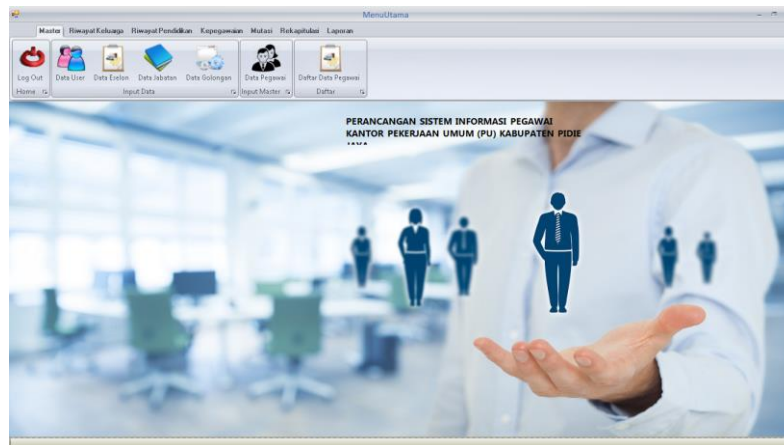 MenuUtama
Master Riwayat Keluarga Riwayat Pendidikan Kepegawaian Mutasi Rekapitulasi Laporan
Log Out Data User Data Eselon Data Jabatan Data Golongan Data Pegawai Daftar Data Pegawai
Home Input Data Input Master Daftar
PERANCANGAN SISTEM INFORMASI PEGAWAI
KANTOR PEKERJAAN UMUM (PU) KABUPATEN PIDIE